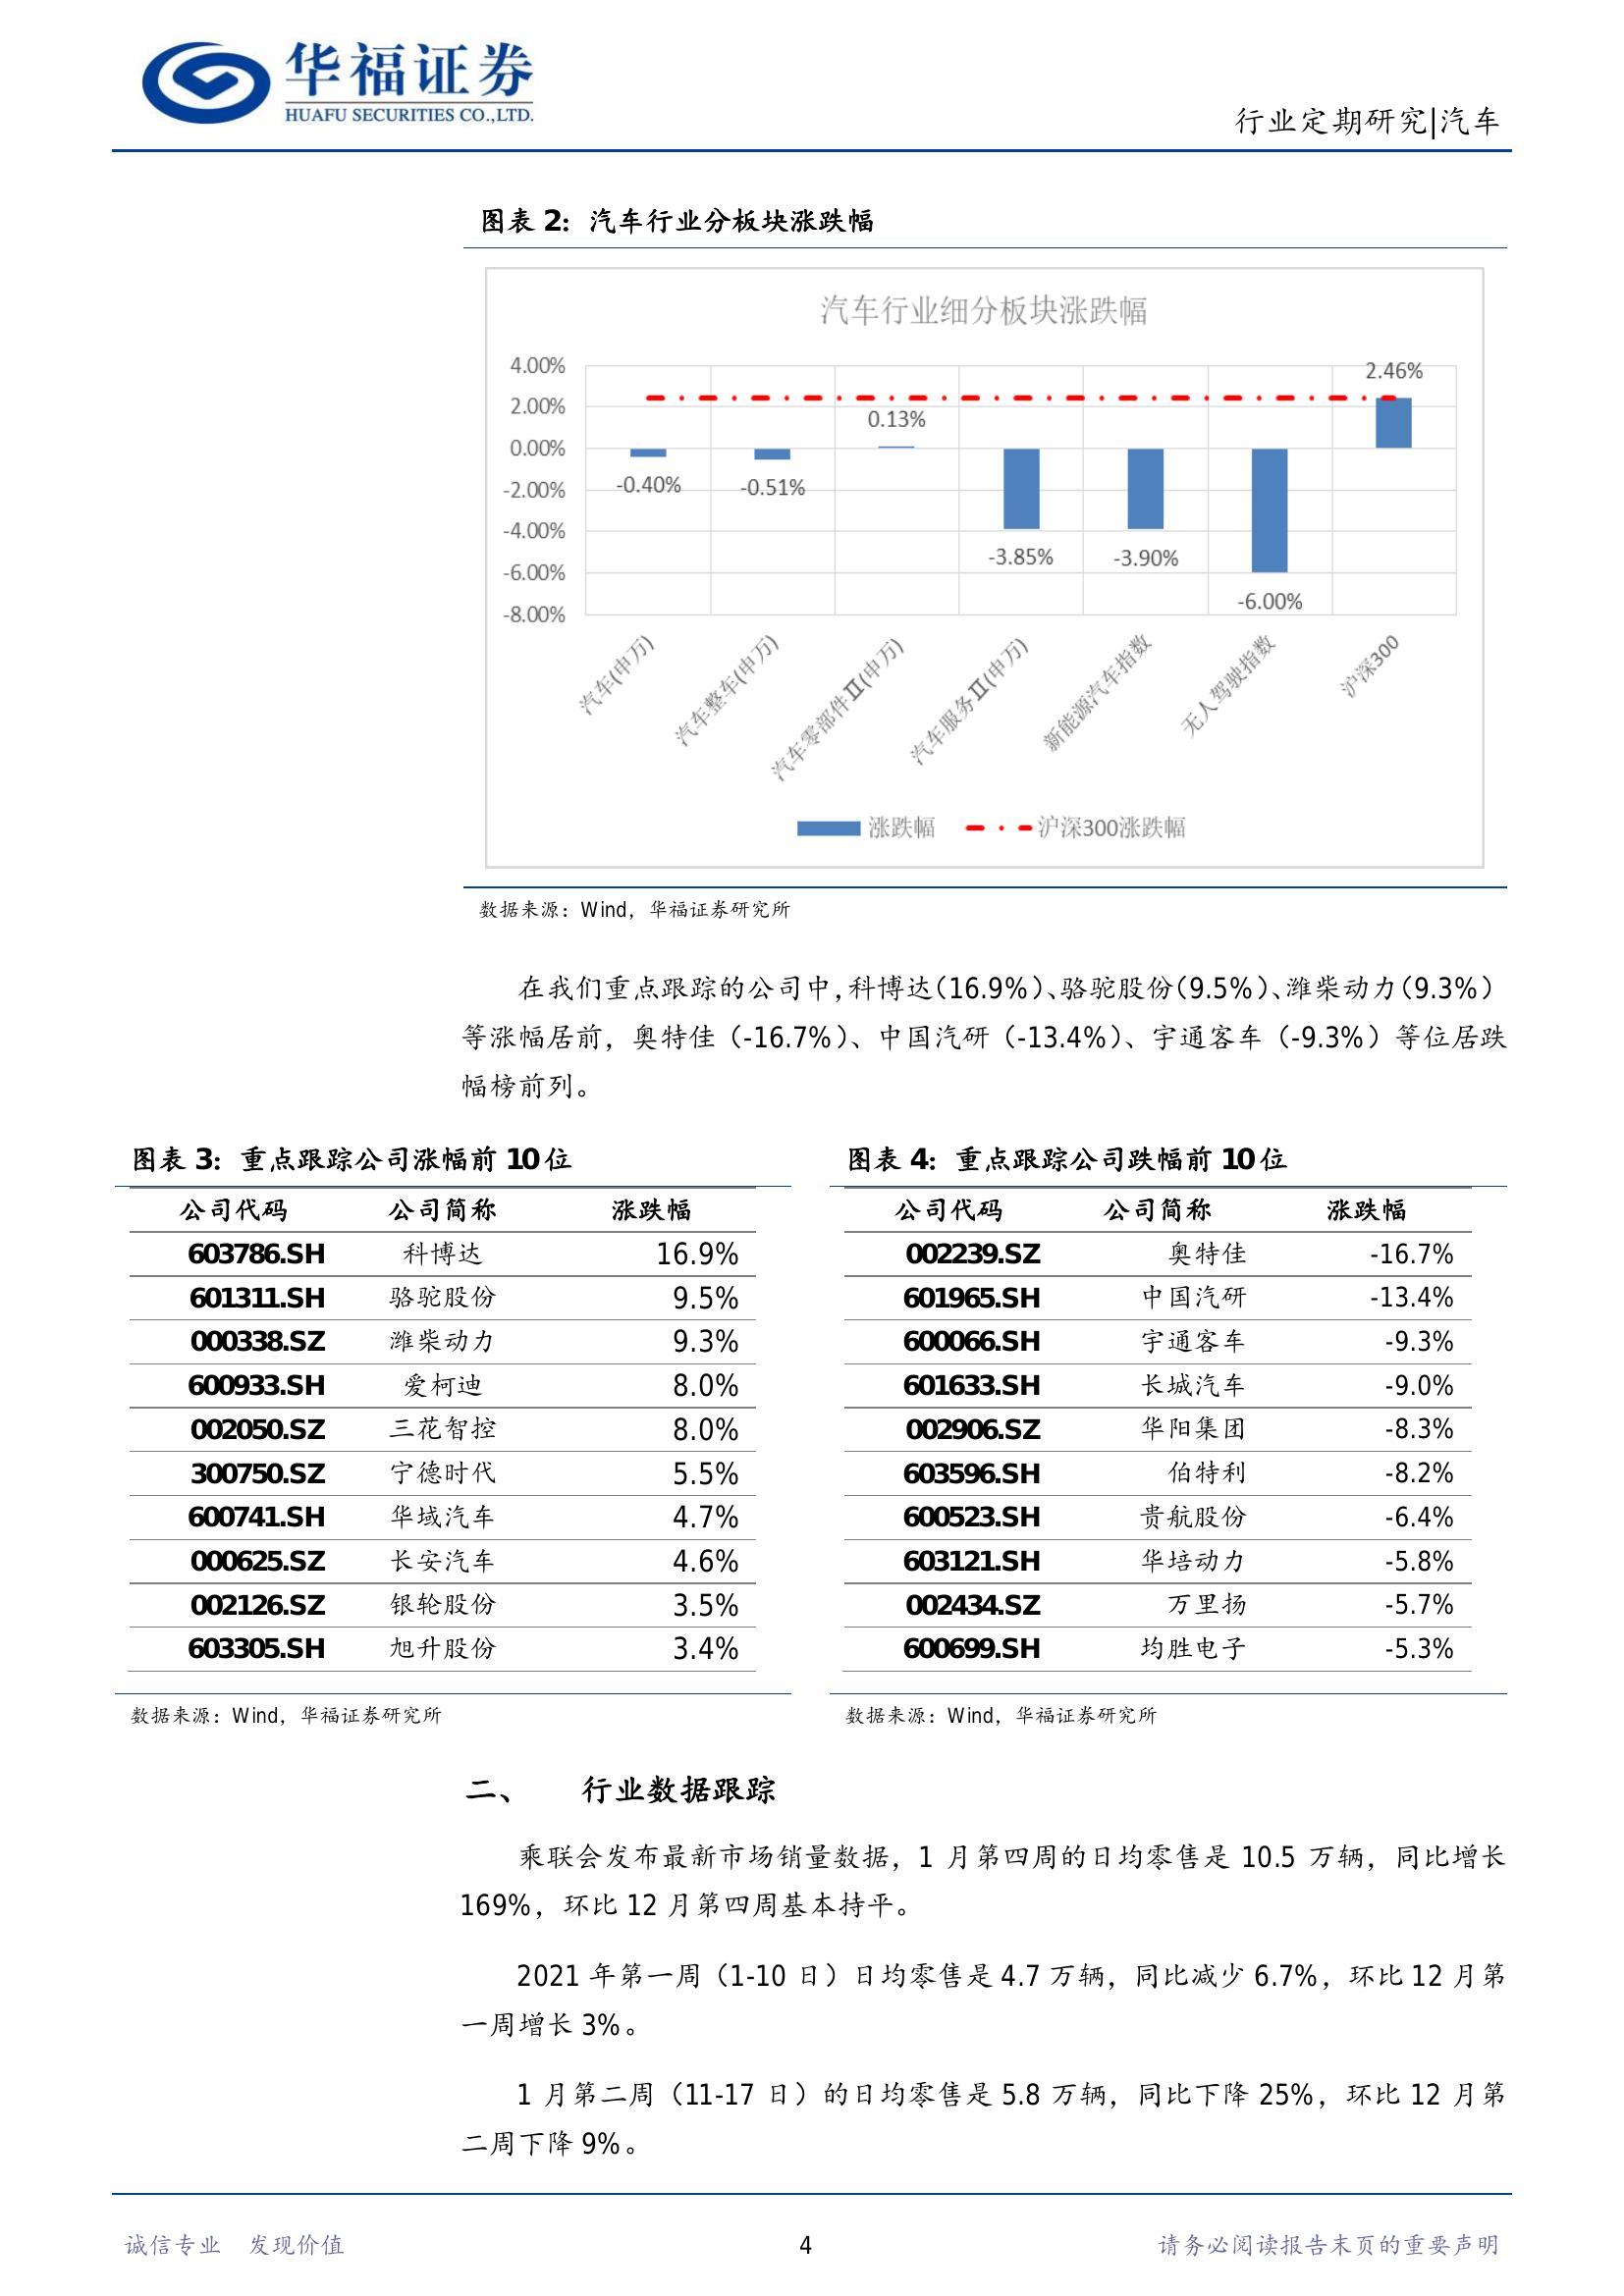 华福证券
HUAFU SECURITIES CO.,LTD.
行业定期研究|汽车
图表 2：汽车行业分板块涨跌幅
汽车行业细分板块涨跌幅
4.00%
2.00%
0.00%
-2.00%
-4.00%
-6.00%
-8.00%
-0.40%
-0.51%
0.13%
-3.85%
-3.90%
-6.00%
2.46%
汽车(申万)
汽车整车(申万)
汽车零部件Ⅱ(申万)
汽车服务Ⅱ(申万)
新能源汽车指数
无人驾驶指数
沪深300
涨跌幅 沪深300涨跌幅
数据来源：Wind，华福证券研究所
在我们重点跟踪的公司中，科博达（16.9%）、骆驼股份（9.5%）、潍柴动力（9.3%）
等涨幅居前，奥特佳（-16.7%）、中国汽研（-13.4%）、宇通客车（-9.3%）等位居跌
幅榜前列。
图表 3：重点跟踪公司涨幅前 10 位
公司代码 公司简称 涨跌幅
603786.SH 科博达 16.9%
601311.SH 骆驼股份 9.5%
000338.SZ 潍柴动力 9.3%
600933.SH 爱柯迪 8.0%
002050.SZ 三花智控 8.0%
300750.SZ 宁德时代 5.5%
600741.SH 华域汽车 4.7%
000625.SZ 长安汽车 4.6%
002126.SZ 银轮股份 3.5%
603305.SH 旭升股份 3.4%
数据来源：Wind，华福证券研究所
图表 4：重点跟踪公司跌幅前 10 位
公司代码 公司简称 涨跌幅
002239.SZ 奥特佳 -16.7%
601965.SH 中国汽研 -13.4%
600066.SH 宇通客车 -9.3%
601633.SH 长城汽车 -9.0%
002906.SZ 华阳集团 -8.3%
603596.SH 伯特利 -8.2%
600523.SH 贵航股份 -6.4%
603121.SH 华培动力 -5.8%
002434.SZ 万里扬 -5.7%
600699.SH 均胜电子 -5.3%
数据来源：Wind，华福证券研究所
二、 行业数据跟踪
乘联会发布最新市场销量数据，1 月第四周的日均零售是 10.5 万辆，同比增长
169%，环比 12 月第四周基本持平。
2021 年第一周（1-10 日）日均零售是 4.7 万辆，同比减少 6.7%，环比 12 月第
一周增长 3%。
1 月第二周（11-17 日）的日均零售是 5.8 万辆，同比下降 25%，环比 12 月第
二周下降 9%。
诚信专业 发现价值 4 请务必阅读报告末页的重要声明